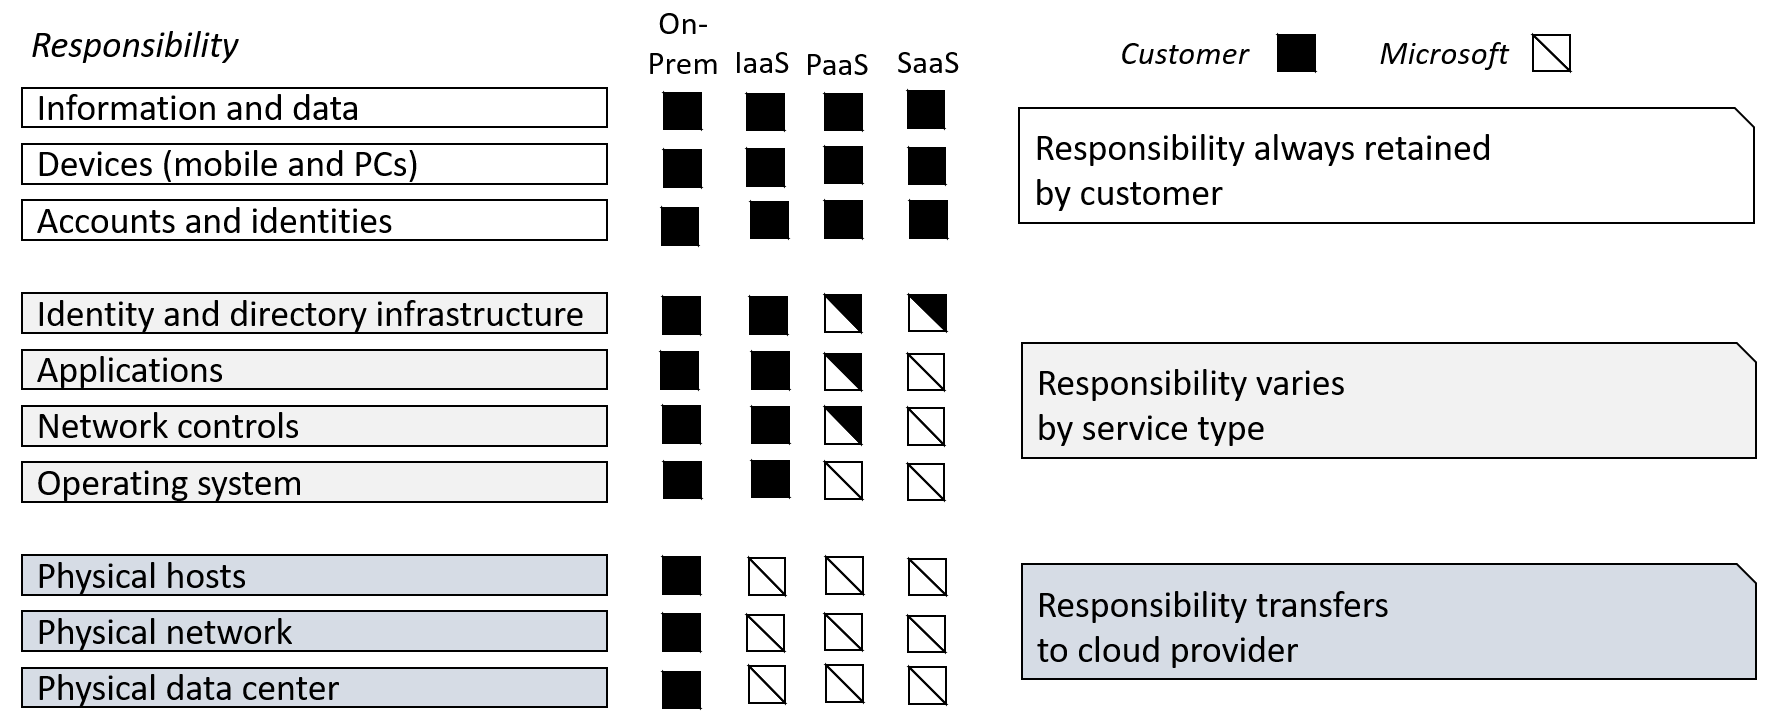 Responsibility
On-
Prem IaaS PaaS SaaS
Customer Microsoft
Information and data
Devices (mobile and PCs)
Accounts and identities
Responsibility always retained
by customer
Identity and directory infrastructure
Applications
Network controls
Operating system
Responsibility varies
by service type
Physical hosts
Physical network
Physical data center
Responsibility transfers
to cloud provider